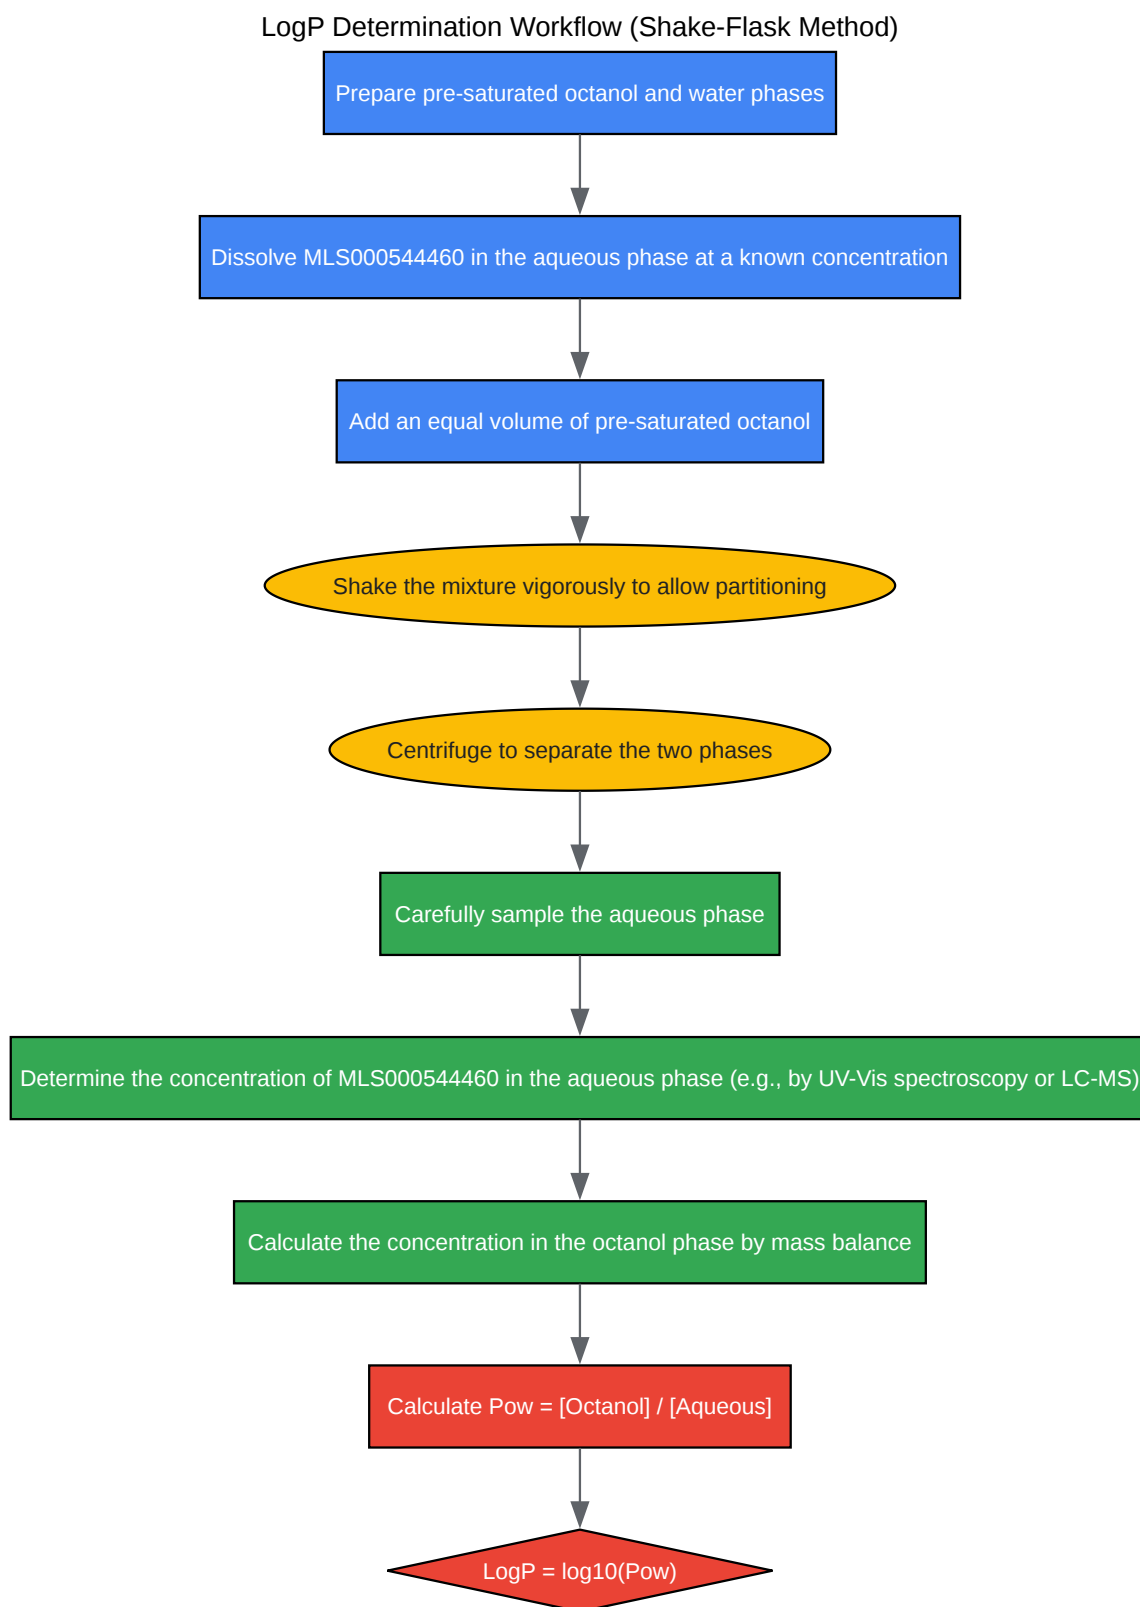 LogP Determination Workflow (Shake-Flask Method)
Prepare pre-saturated octanol and water phases
Dissolve MLS000544460 in the aqueous phase at a known concentration
Add an equal volume of pre-saturated octanol
Shake the mixture vigorously to allow partitioning
Centrifuge to separate the two phases
Carefully sample the aqueous phase
Determine the concentration of MLS000544460 in the aqueous phase (e.g., by UV-Vis spectroscopy or LC-MS)
Calculate the concentration in the octanol phase by mass balance
Calculate Pow = [Octanol] / [Aqueous]
LogP = log10(Pow)